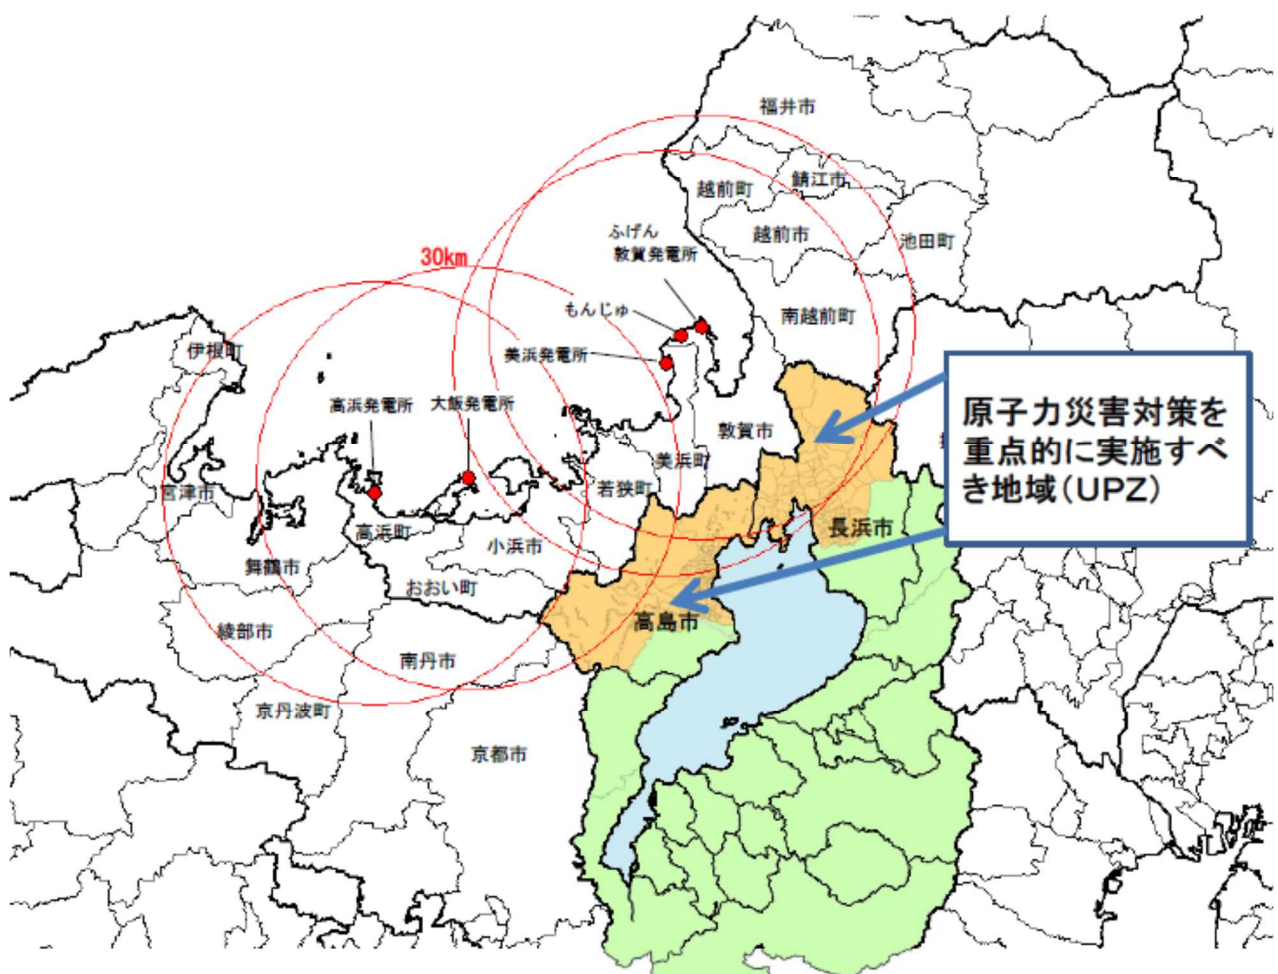 福井市
越前町
鯖江市
越前市
池田町
ふげん
敦賀発電所
30km
もんじゅ
南越前町
伊根町
美浜発電所
原子力災害対策を
重点的に実施すべ
き地域(UPZ)
高浜発電所
大飯発電所
敦賀市
美浜町
若狭町
宮津市
高浜町
長浜市
小浜市
舞鶴市
おおい町
高島市
綾部市
南丹市
京丹波町
京都市